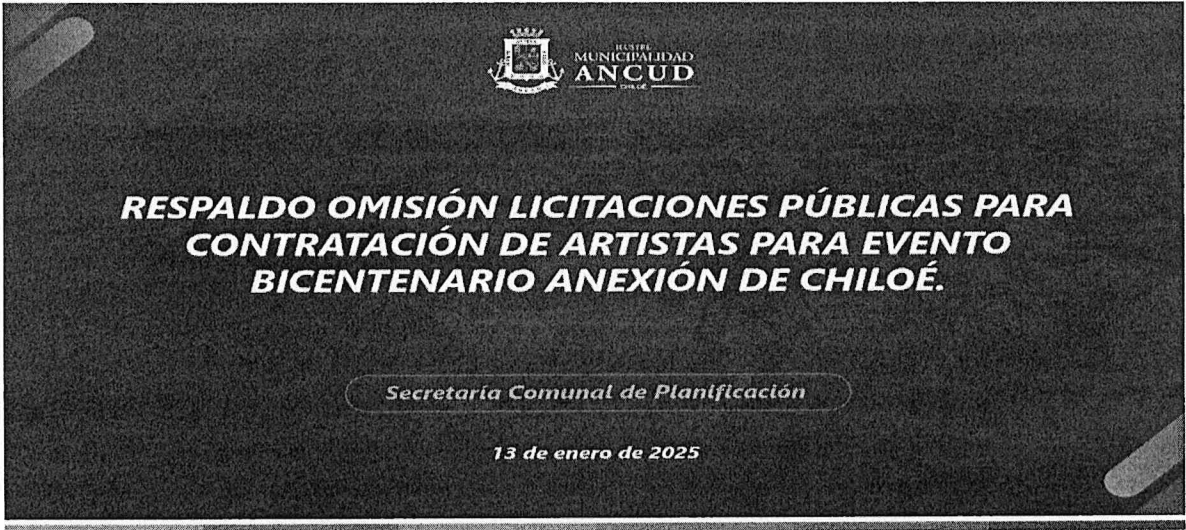 ILUSTRE
MUNICIPALIDAD
ANCUD
CHILOÉ
RESPALDO OMISIÓN LICITACIONES PÚBLICAS PARA
CONTRATACIÓN DE ARTISTAS PARA EVENTO
BICENTENARIO ANEXIÓN DE CHILOÉ.
Secretaría Comunal de Planificación
13 de enero de 2025